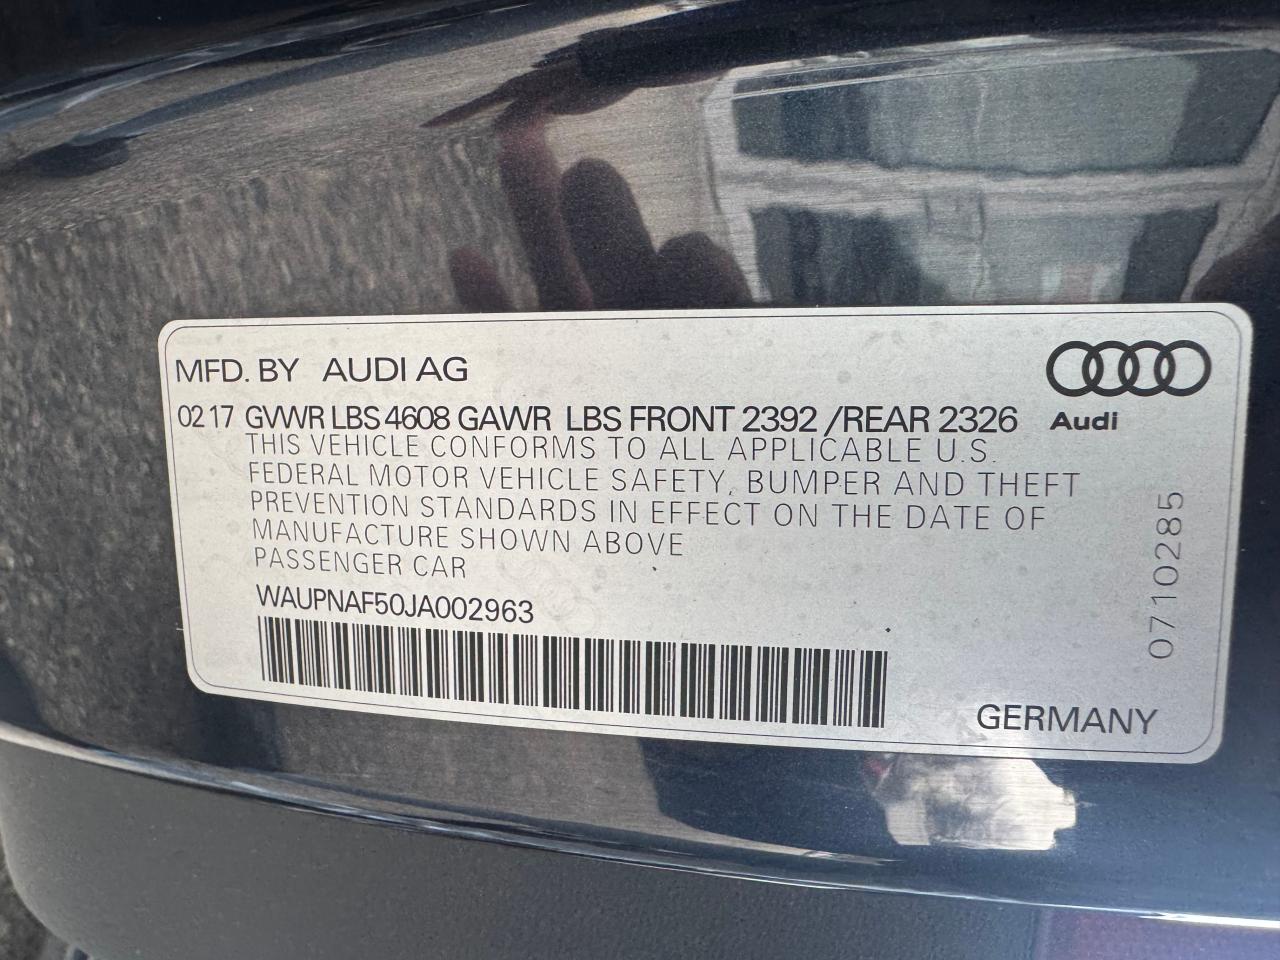 MFD. BY AUDI AG
Audi
02 17 GVWR LBS 4608 GAWR LBS FRONT 2392 /REAR 2326
THIS VEHICLE CONFORMS TO ALL APPLICABLE U.S.
FEDERAL MOTOR VEHICLE SAFETY, BUMPER AND THEFT
PREVENTION STANDARDS IN EFFECT ON THE DATE OF
MANUFACTURE SHOWN ABOVE
PASSENGER CAR
WAUPNAF50JA002963
0710285
GERMANY